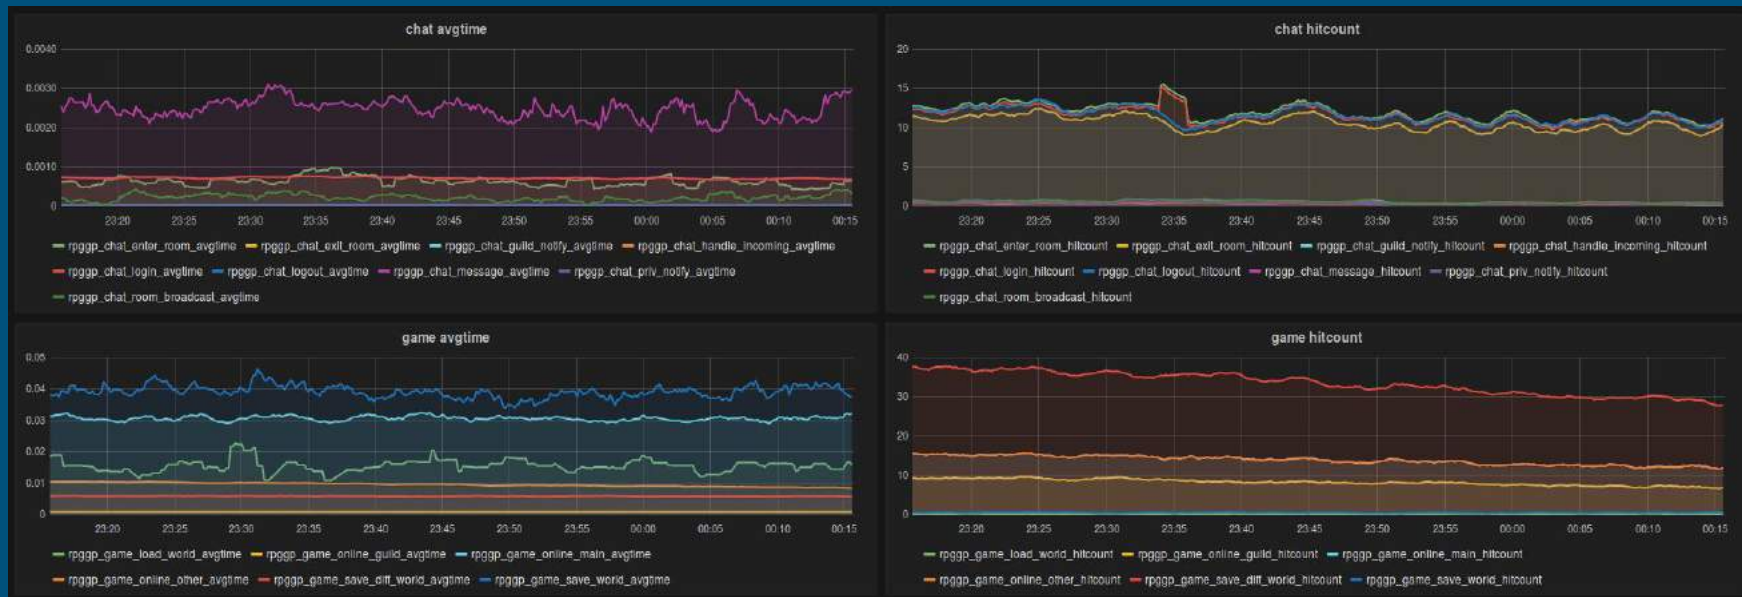 chat avgtime
0.0040
0.0030
0.0020
0.0010
0
23:20 23:25 23:30 23:35 23:40 23:45 23:50 23:55 00:00 00:05 00:10 00:15
rpggp_chat_enter_room_avgtime rpggp_chat_exit_room_avgtime rpggp_chat_guild_notify_avgtime rpggp_chat_handle_incoming_avgtime
rpggp_chat_login_avgtime rpggp_chat_logout_avgtime rpggp_chat_message_avgtime rpggp_chat_priv_notify_avgtime
rpggp_chat_room_broadcast_avgtime
chat hitcount
20
15
10
5
0
23:20 23:25 23:30 23:35 23:40 23:45 23:50 23:55 00:00 00:05 00:10 00:15
rpggp_chat_enter_room_hitcount rpggp_chat_exit_room_hitcount rpggp_chat_guild_notify_hitcount rpggp_chat_handle_incoming_hitcount
rpggp_chat_login_hitcount rpggp_chat_logout_hitcount rpggp_chat_message_hitcount rpggp_chat_priv_notify_hitcount
rpggp_chat_room_broadcast_hitcount
game avgtime
0.05
0.04
0.03
0.02
0.01
0
23:20 23:25 23:30 23:35 23:40 23:45 23:50 23:55 00:00 00:05 00:10 00:15
rpggp_game_load_world_avgtime rpggp_game_online_guild_avgtime rpggp_game_online_main_avgtime
rpggp_game_online_other_avgtime rpggp_game_save_diff_world_avgtime rpggp_game_save_world_avgtime
game hitcount
40
30
20
10
0
23:20 23:25 23:30 23:35 23:40 23:45 23:50 23:55 00:00 00:05 00:10 00:15
rpggp_game_load_world_hitcount rpggp_game_online_guild_hitcount rpggp_game_online_main_hitcount
rpggp_game_online_other_hitcount rpggp_game_save_diff_world_hitcount rpggp_game_save_world_hitcount